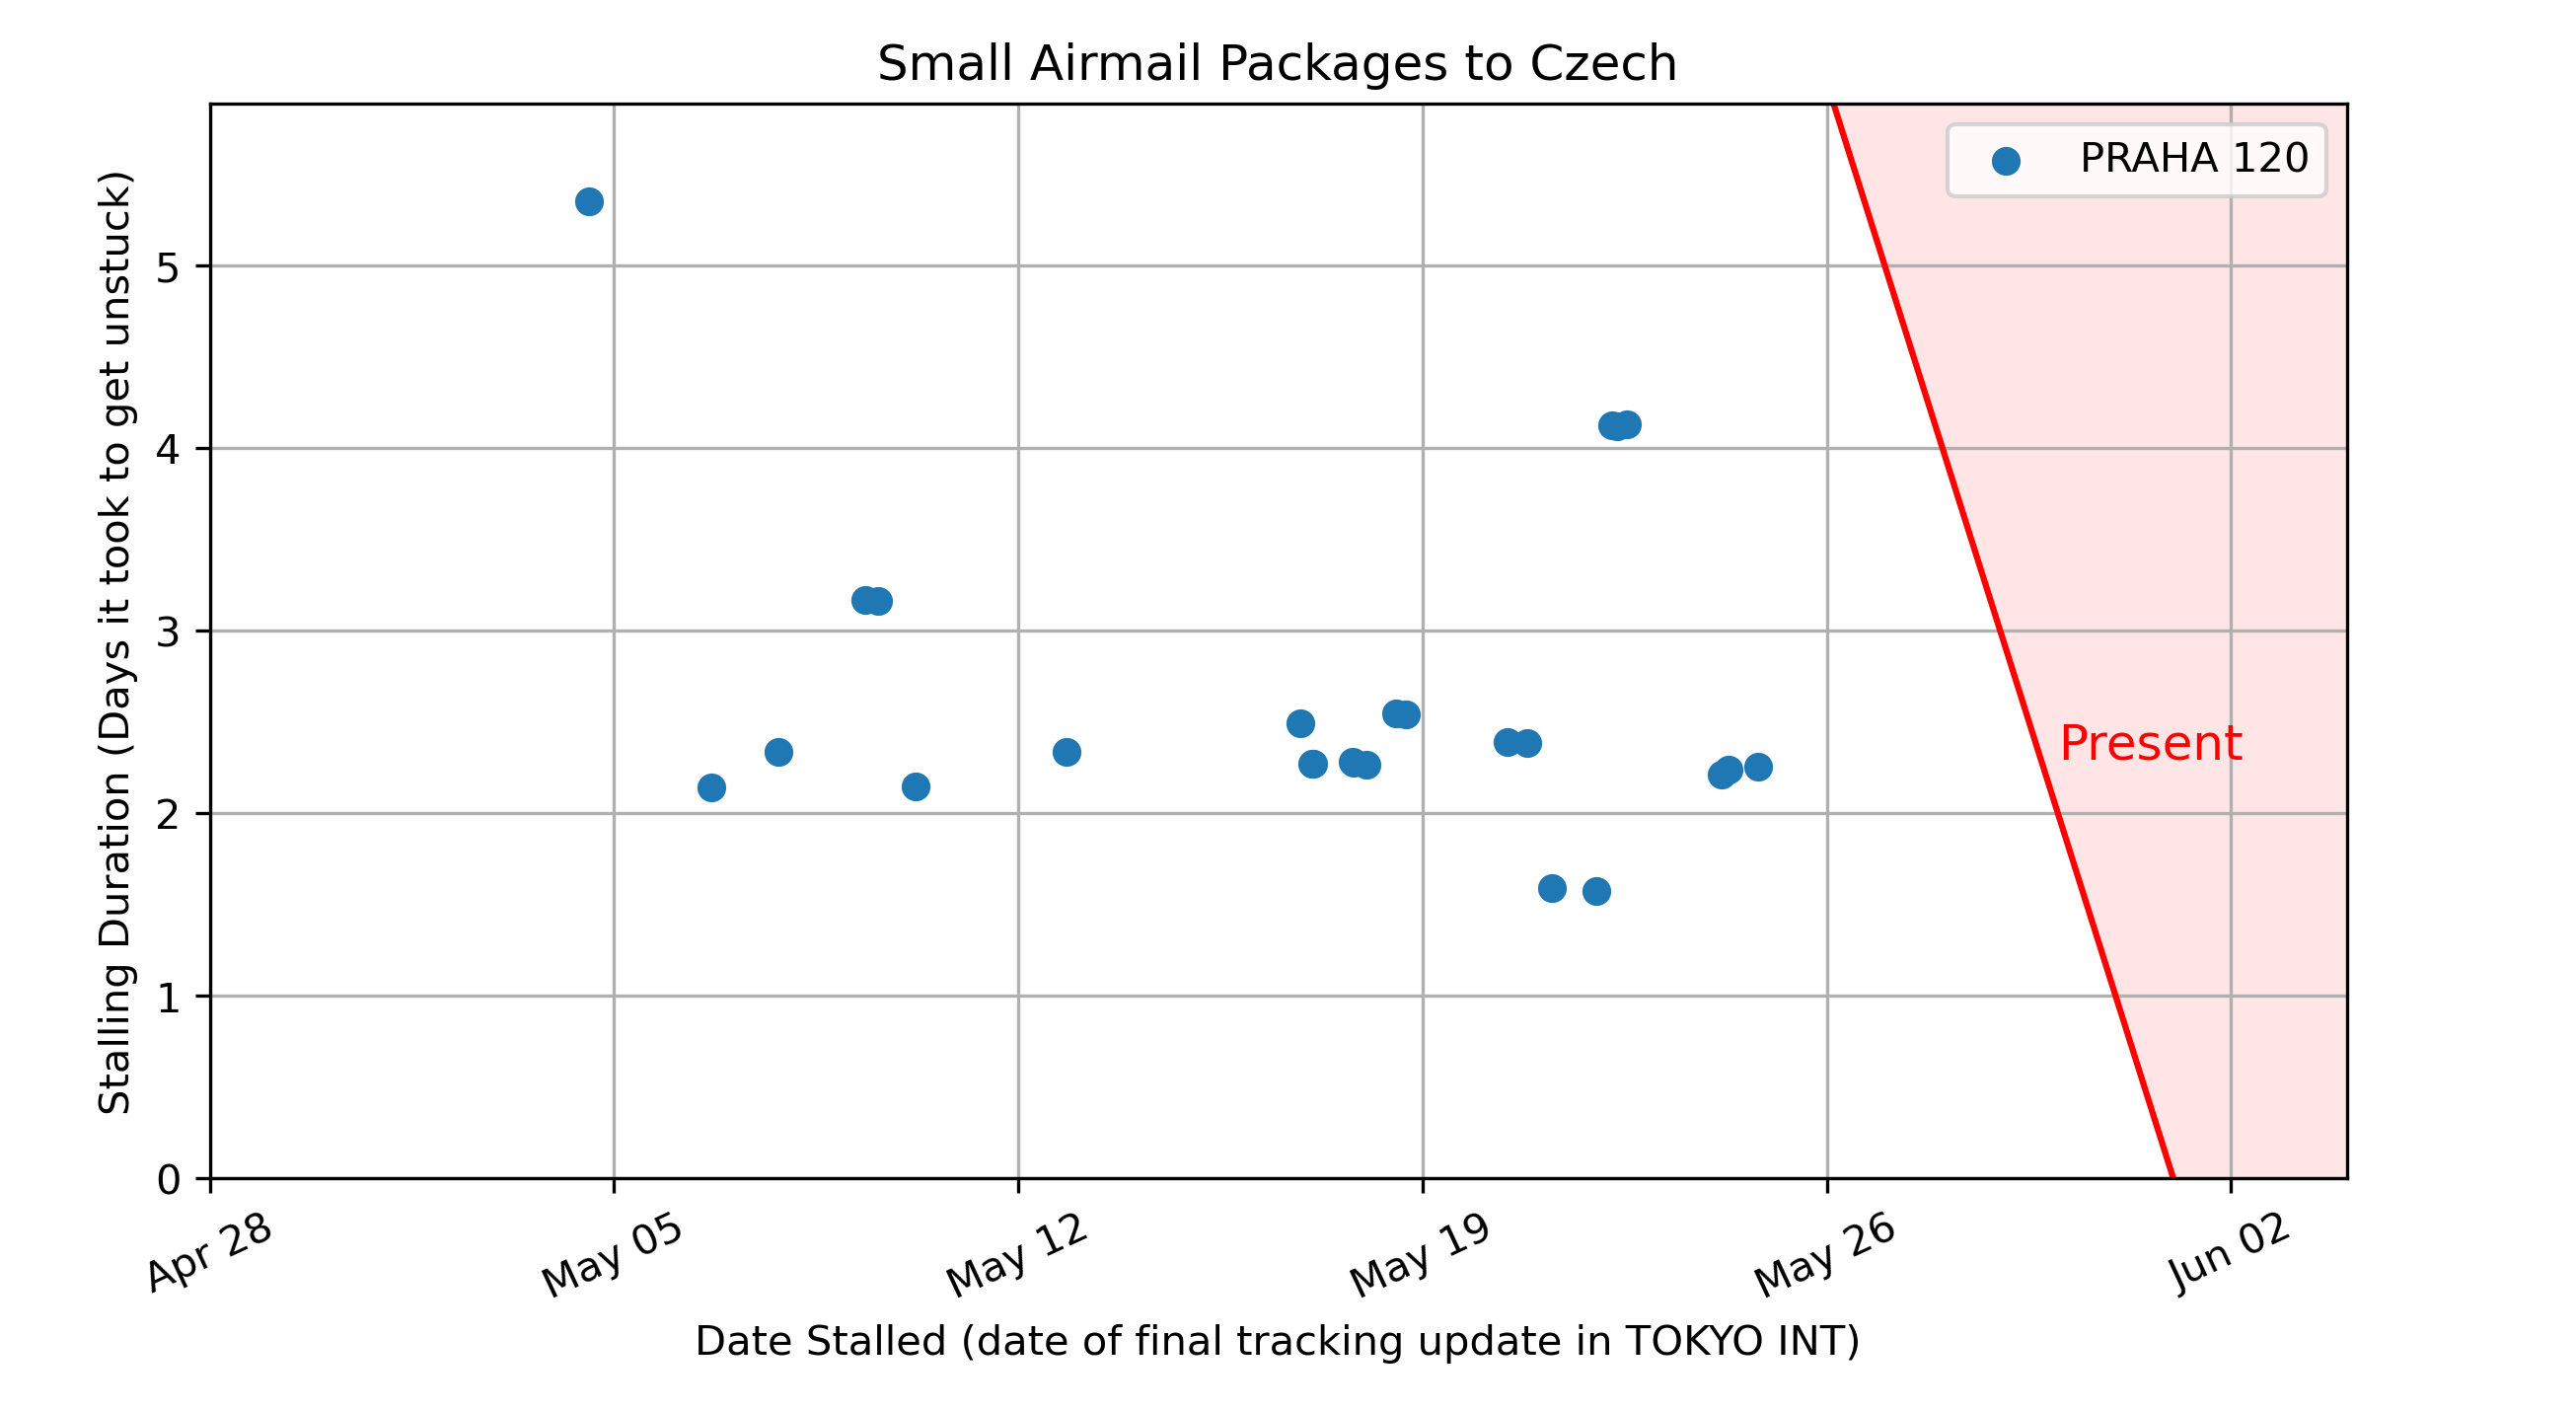 Small Airmail Packages to Czech
PRAHA 120
Stalling Duration (Days it took to get unstuck)
5
4
3
2
1
0
Present
Apr 28
May 05
May 12
May 19
May 26
Jun 02
Date Stalled (date of final tracking update in TOKYO INT)